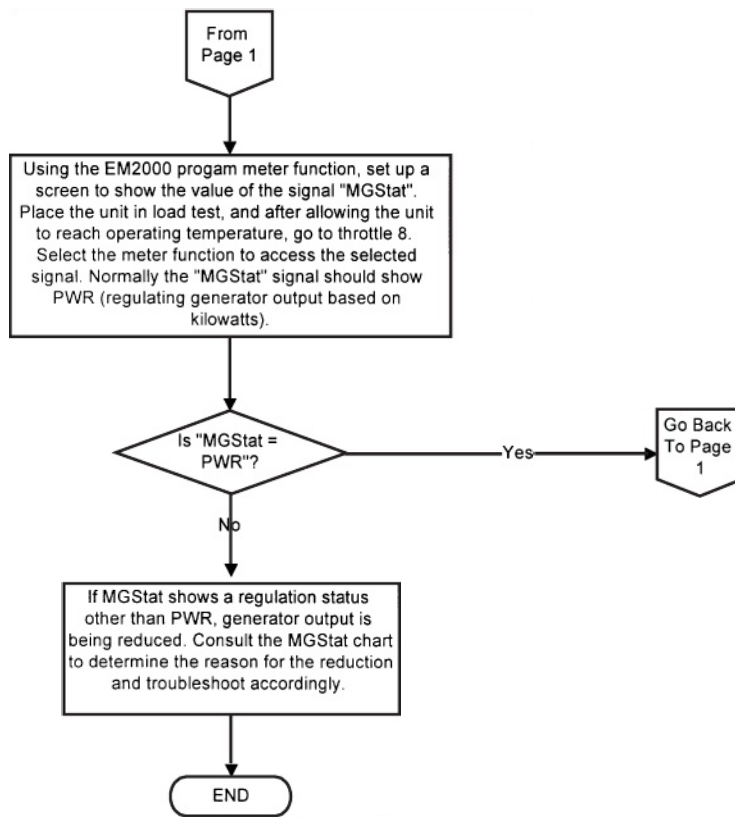 From
Page 1
Using the EM2000 progam meter function, set up a
screen to show the value of the signal "MGStat".
Place the unit in load test, and after allowing the unit
to reach operating temperature, go to throttle 8.
Select the meter function to access the selected
signal. Normally the "MGStat" signal should show
PWR (regulating generator output based on
kilowatts).
Is "MGStat =
PWR"?
Yes
Go Back
To Page
1
No
If MGStat shows a regulation status
other than PWR, generator output is
being reduced. Consult the MGStat chart
to determine the reason for the reduction
and troubleshoot accordingly.
END